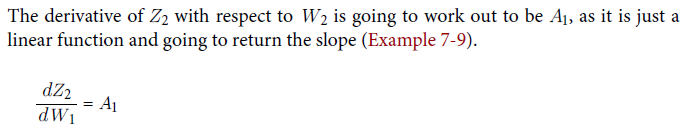 The derivative of Z₂ with respect to W₂ is going to work out to be A₁, as it is just a
linear function and going to return the slope (Example 7-9).
dZ₂
dW₁ = A₁